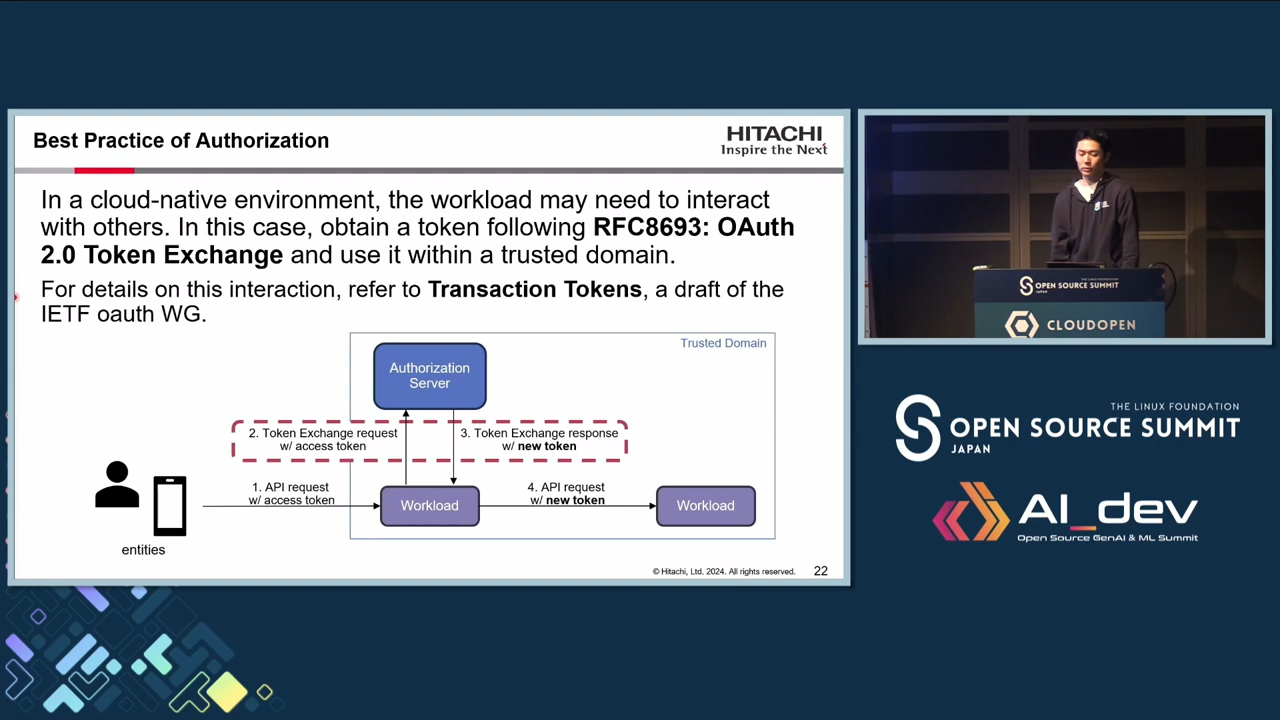 Best Practice of Authorization
HITACHI
Inspire the Next
In a cloud-native environment, the workload may need to interact
with others. In this case, obtain a token following RFC8693: OAuth
2.0 Token Exchange and use it within a trusted domain.
For details on this interaction, refer to Transaction Tokens, a draft of the
IETF oauth WG.
Trusted Domain
Authorization
Server
2. Token Exchange request
w/ access token
3. Token Exchange response
w/ new token
1. API request
w/ access token
Workload
4. API request
w/ new token
Workload
entities
© Hitachi, Ltd. 2024. All rights reserved.
22
THE LINUX FOUNDATION
OPEN SOURCE SUMMIT
JAPAN
CLOUDOPEN
THE LINUX FOUNDATION
OPEN SOURCE SUMMIT
JAPAN
AI_dev
Open Source GenAI & ML Summit